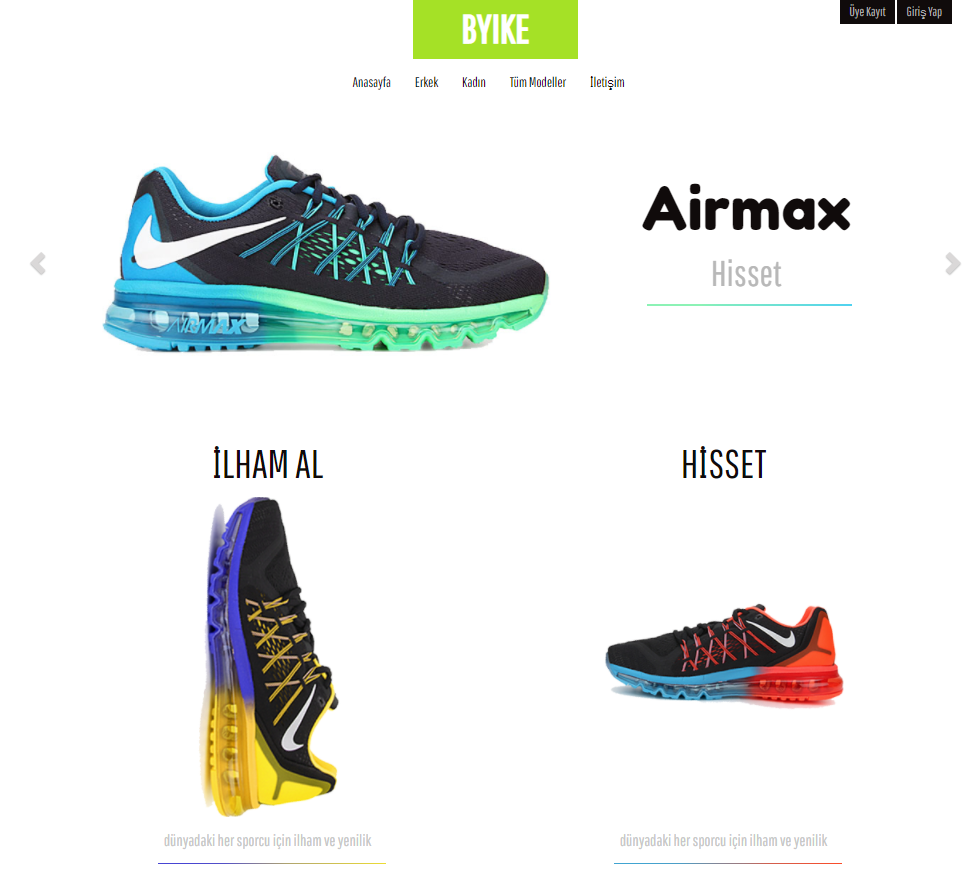 BYIKE
Üye Kayıt
Giriş Yap
Anasayfa Erkek Kadın Tüm Modeller İletişim
Airmax
Hisset
AIRMAX
İLHAM AL
HİSSET
dünyadaki her sporcu için ilham ve yenilik
dünyadaki her sporcu için ilham ve yenilik